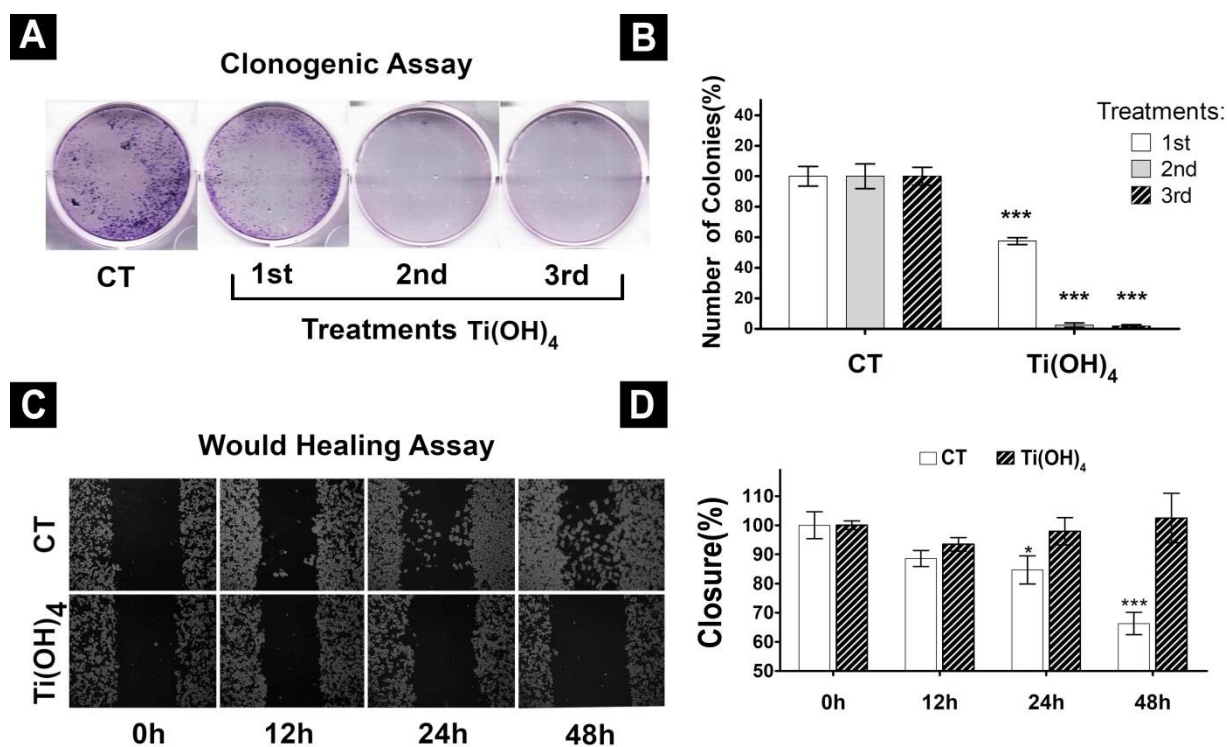 A
Clonogenic Assay
CT
1st
2nd
3rd
Treatments Ti(OH)4
B
Number of Colonies(%)
40
20
00
80
60
40
20
0
CT
Ti(OH)4
***
***
***
Treatments:
1st
2nd
3rd
C
Would Healing Assay
CT
Ti(OH)4
0h
12h
24h
48h
D
CT
Ti(OH)4
Closure(%)
110
100
90
80
70
60
50
*
***
0h
12h
24h
48h